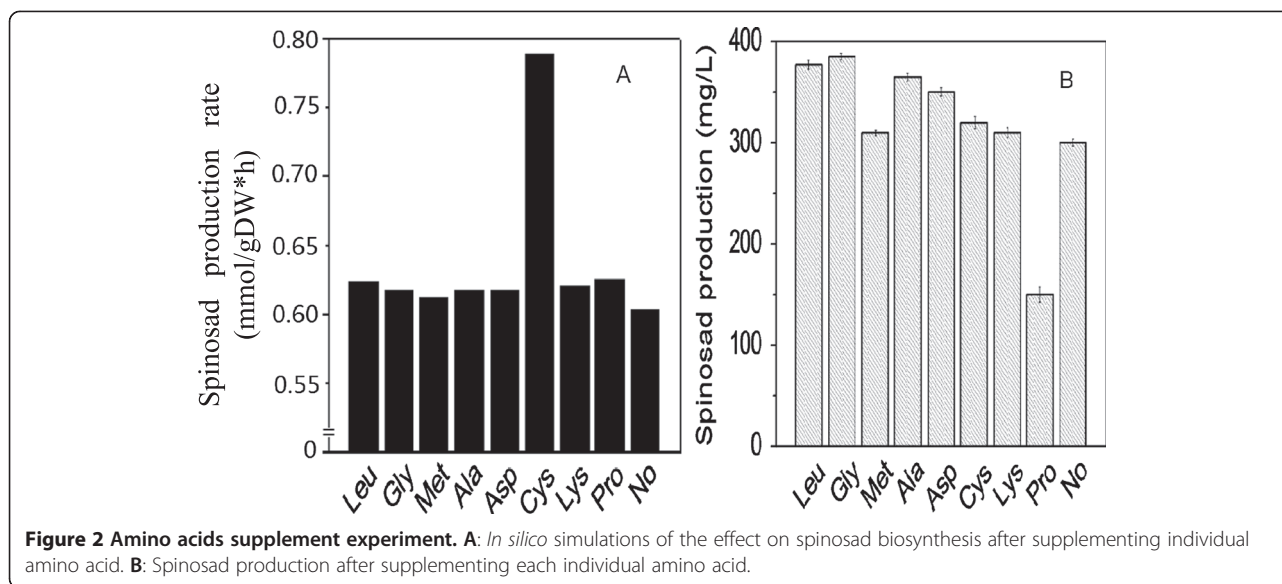 Spinosad production rate
(mmol/gDW*h)
0.80
0.75
0.70
0.65
0.60
0.55
0
A
Leu Gly Met Ala Asp Cys Lys Pro No
Spinosad production (mg/L)
400
300
200
100
0
B
Leu Gly Met Ala Asp Cys Lys Pro No
Figure 2 Amino acids supplement experiment. A: In silico simulations of the effect on spinosad biosynthesis after supplementing individual
amino acid. B: Spinosad production after supplementing each individual amino acid.